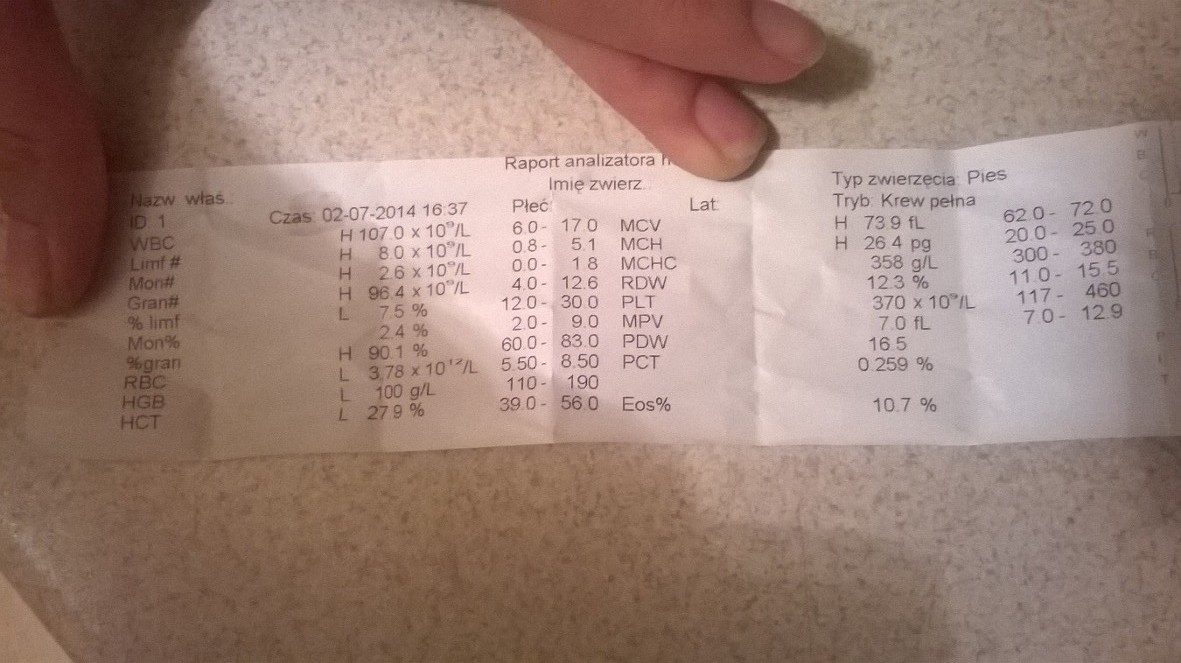 Raport analizatora
Nazw. właś.: Imię zwierz.: Typ zwierzęcia: Pies
ID 1 Czas: 02-07-2014 16:37 Płeć: Lat: Tryb: Krew pełna
WBC H 107.0 x 10⁹/L 6.0 - 17.0 MCV H 73.9 fL 62.0 - 72.0
Limf # H 8.0 x 10⁹/L 0.8 - 5.1 MCH H 26.4 pg 20.0 - 25.0
Mon# H 2.6 x 10⁹/L 0.0 - 1.8 MCHC 358 g/L 300 - 380
Gran# H 96.4 x 10⁹/L 4.0 - 12.6 RDW 12.3 % 11.0 - 15.5
% limf L 7.5 % 12.0 - 30.0 PLT 370 x 10⁹/L 117 - 460
Mon% 2.4 % 2.0 - 9.0 MPV 7.0 fL 7.0 - 12.9
%gran H 90.1 % 60.0 - 83.0 PDW 16.5
RBC L 3.78 x 10¹²/L 5.50 - 8.50 PCT 0.259 %
HGB L 100 g/L 110 - 190
HCT L 27.9 % 39.0 - 56.0 Eos% 10.7 %